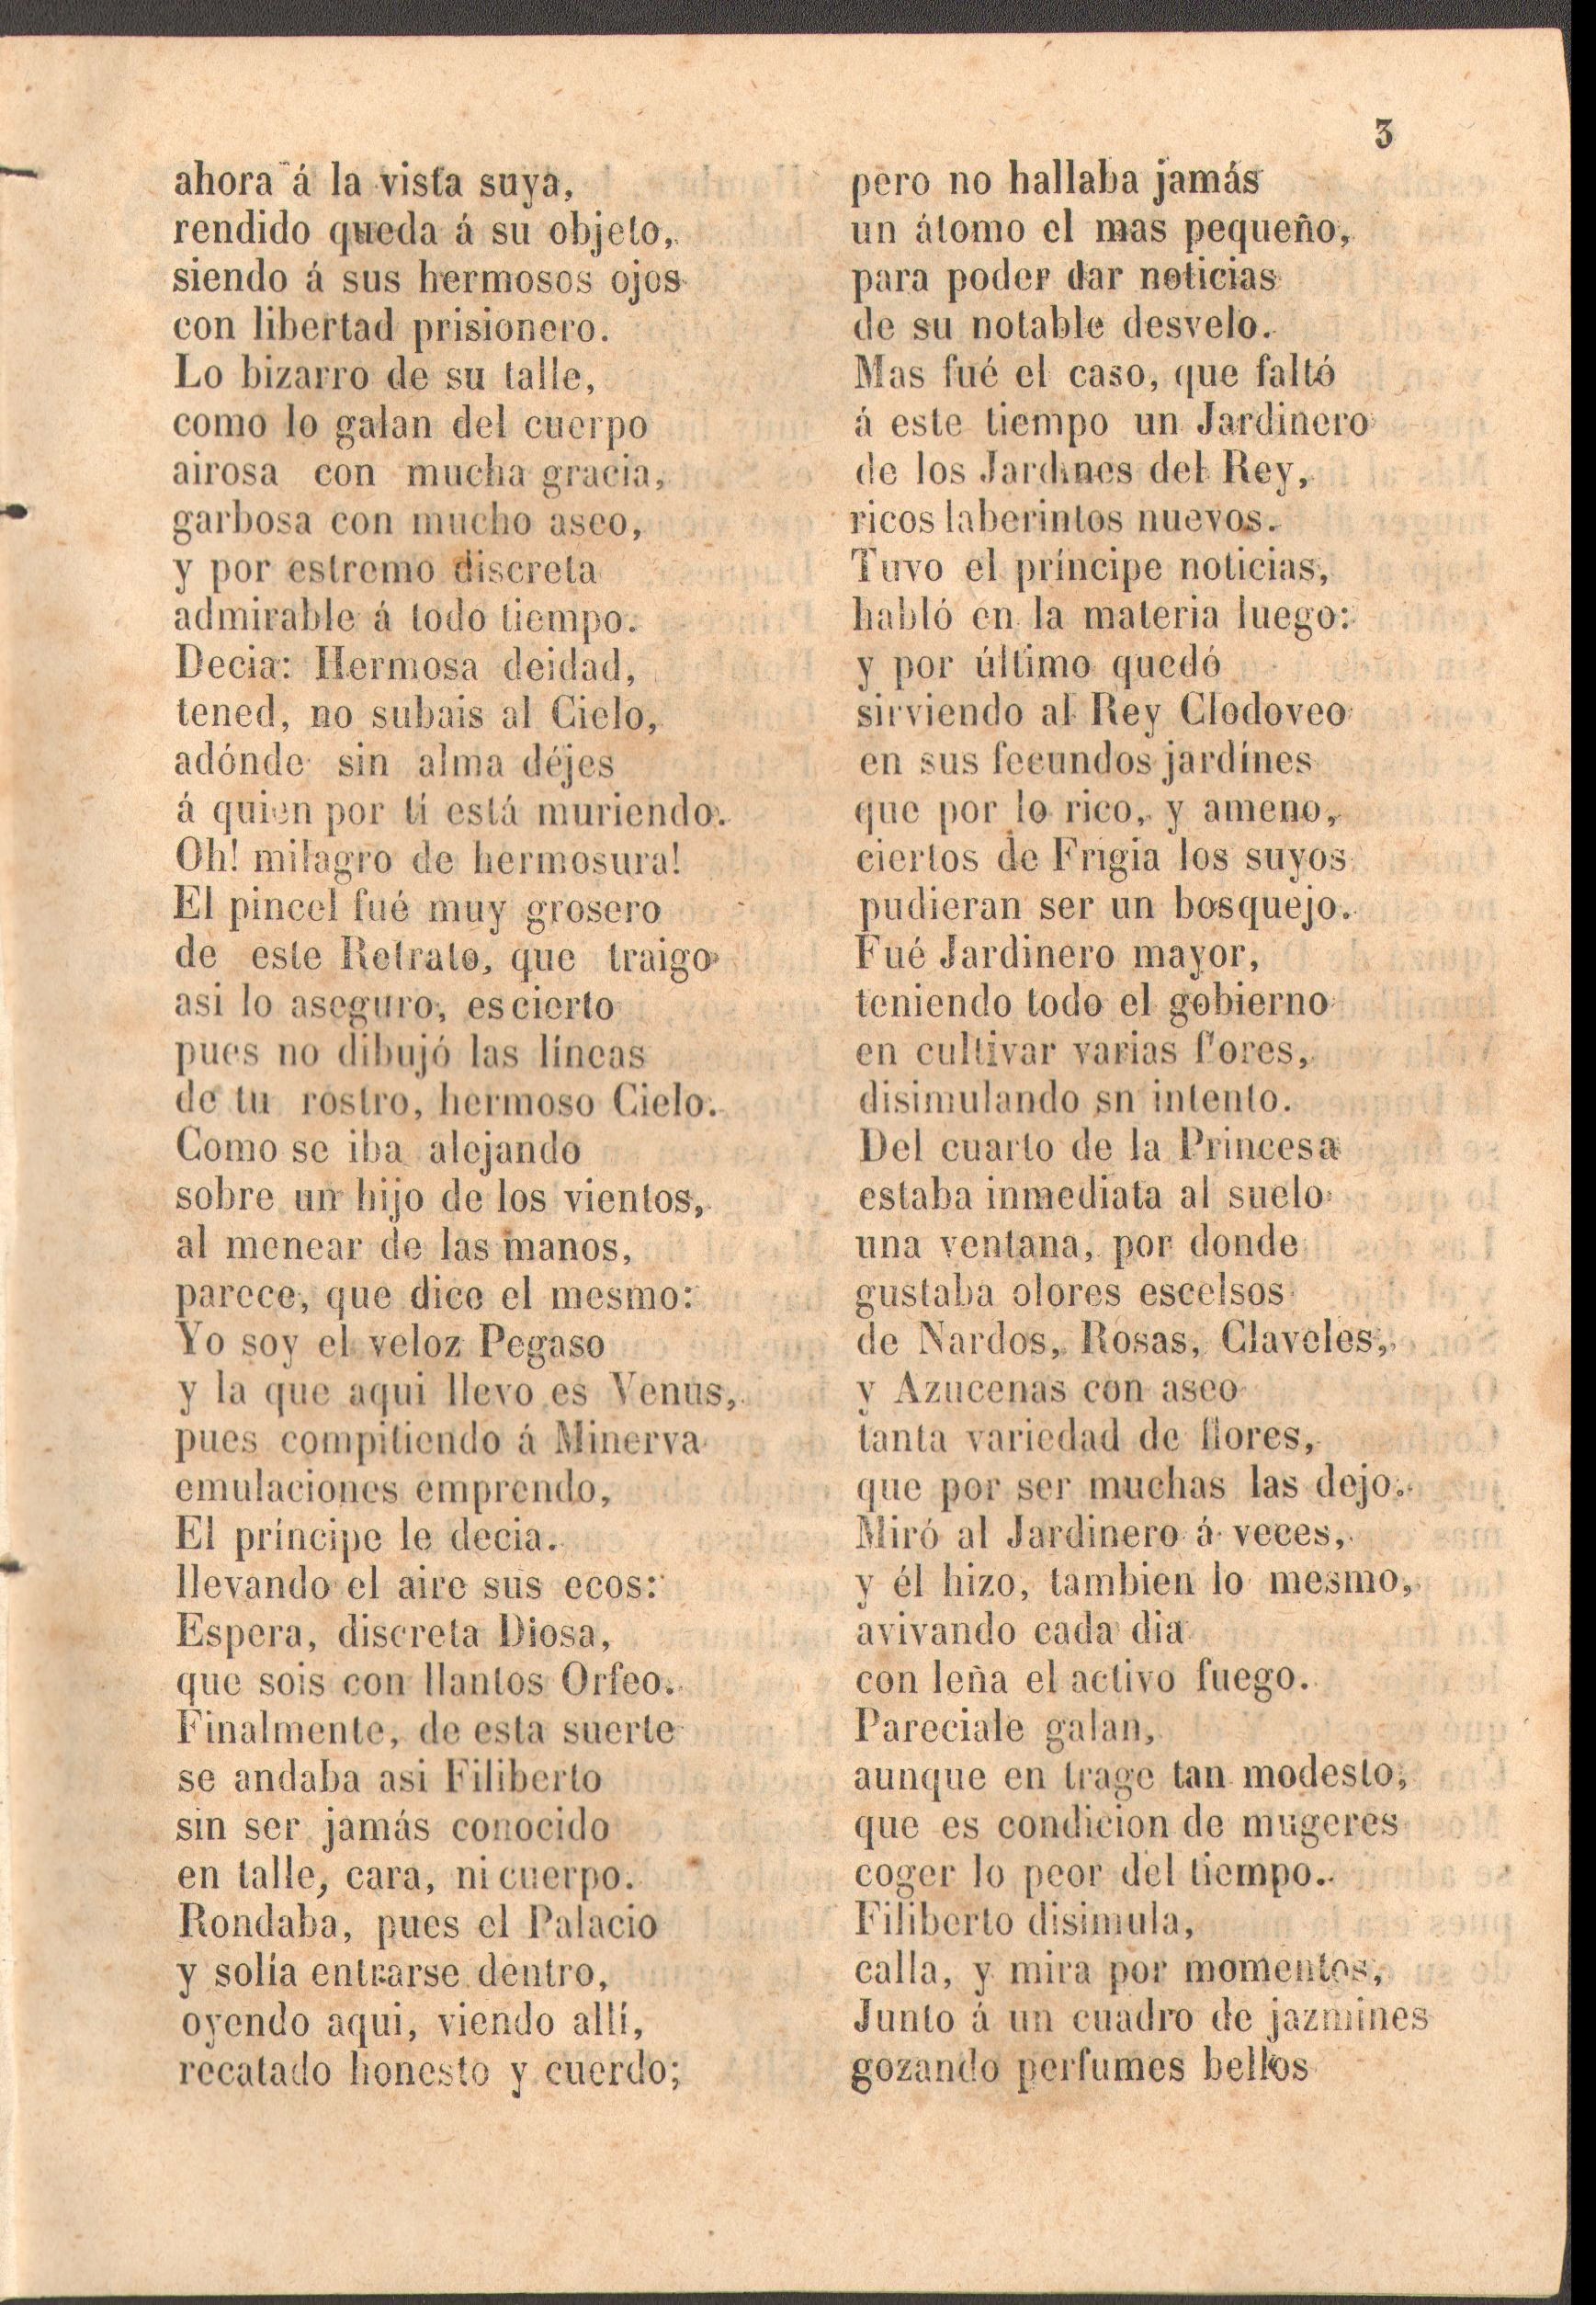 3
ahora á la vista suya,
rendido queda á su objeto,
siendo á sus hermosos ojos
con libertad prisionero.
Lo bizarro de su talle,
como lo galan del cuerpo
airosa con mucha gracia,
garbosa con mucho aseo,
y por estremo discreta
admirable á todo tiempo.
Decia: Hermosa deidad,
tened, no subais al Cielo,
adónde sin alma déjes
á quien por tí está muriendo.
Oh! milagro de hermosura!
El pincel fué muy grosero
de este Retrato, que traigo
asi lo aseguro, es cierto
pues no dibujó las líneas
de tu rostro, hermoso Cielo.
Como se iba alejando
sobre un hijo de los vientos,
al menear de las manos,
parece, que dice el mesmo:
Yo soy el veloz Pegaso
y la que aqui llevo es Venus,
pues compitiendo á Minerva
emulaciones emprendo,
El príncipe le decia.
llevando el aire sus ecos:
Espera, discreta Diosa,
que sois con llantos Orfeo.
Finalmente, de esta suerte
se andaba asi Filiberto
sin ser jamás conocido
en talle, cara, ni cuerpo.
Rondaba, pues el Palacio
y solía entrarse dentro,
oyendo aqui, viendo allí,
recatado honesto y cuerdo;
pero no hallaba jamás
un átomo el mas pequeño,
para poder dar noticias
de su notable desvelo.
Mas fué el caso, que faltó
á este tiempo un Jardinero
de los Jardines del Rey,
ricos laberintos nuevos.
Tuvo el príncipe noticias,
habló en la materia luego:
y por último quedó
sirviendo al Rey Clodoveo
en sus fecundos jardínes
que por lo rico, y ameno,
ciertos de Frigia los suyos
pudieran ser un bosquejo.
Fué Jardinero mayor,
teniendo todo el gobierno
en cultivar varias flores,
disimulando sn intento.
Del cuarto de la Princesa
estaba inmediata al suelo
una ventana, por donde
gustaba olores escelsos
de Nardos, Rosas, Claveles,
y Azucenas con aseo
tanta variedad de flores,
que por ser muchas las dejo.
Miró al Jardinero á veces,
y él hizo, tambien lo mesmo,
avivando cada dia
con leña el activo fuego.
Pareciale galan,
aunque en trage tan modesto,
que es condicion de mugeres
coger lo peor del tiempo.
Filiberto disimula,
calla, y mira por momentos,
Junto á un cuadro de jazmines
gozando perfumes bellos